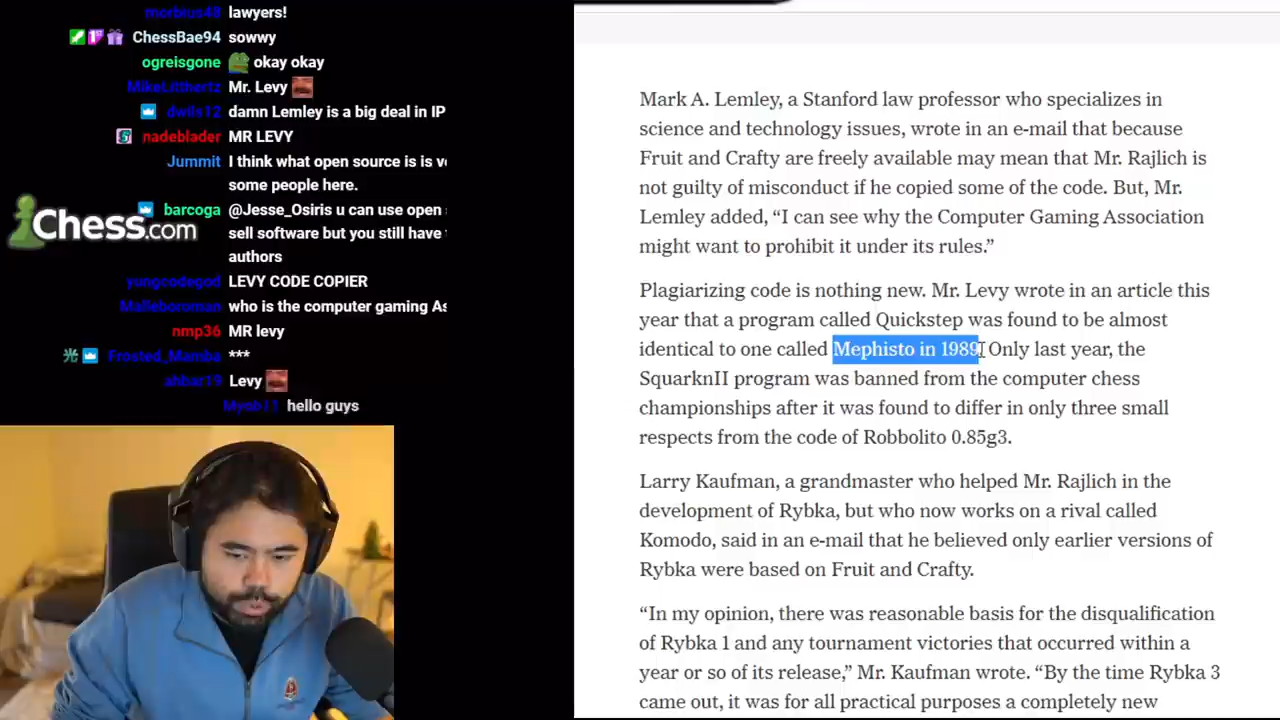 morbius48 lawyers!
ChessBae94 sowwy
ogreisgone okay okay
MikeLitthertz Mr. Levy
dwils12 damn Lemley is a big deal in IP
nadeblader MR LEVY
Jummit I think what open source is is v
some people here.
barcoga @Jesse_Osiris u can use open
sell software but you still have
authors
Chess.com
yungcodegod LEVY CODE COPIER
Malleboroman who is the computer gaming As
nmp36 MR levy
Frosted_Mamba ***
ahbar19 Levy
Myob11 hello guys
Mark A. Lemley, a Stanford law professor who specializes in
science and technology issues, wrote in an e-mail that because
Fruit and Crafty are freely available may mean that Mr. Rajlich is
not guilty of misconduct if he copied some of the code. But, Mr.
Lemley added, “I can see why the Computer Gaming Association
might want to prohibit it under its rules.”
Plagiarizing code is nothing new. Mr. Levy wrote in an article this
year that a program called Quickstep was found to be almost
identical to one called Mephisto in 1989. Only last year, the
SquarknII program was banned from the computer chess
championships after it was found to differ in only three small
respects from the code of Robbolito 0.85g3.
Larry Kaufman, a grandmaster who helped Mr. Rajlich in the
development of Rybka, but who now works on a rival called
Komodo, said in an e-mail that he believed only earlier versions of
Rybka were based on Fruit and Crafty.
“In my opinion, there was reasonable basis for the disqualification
of Rybka 1 and any tournament victories that occurred within a
year or so of its release,” Mr. Kaufman wrote. “By the time Rybka 3
came out, it was for all practical purposes a completely new